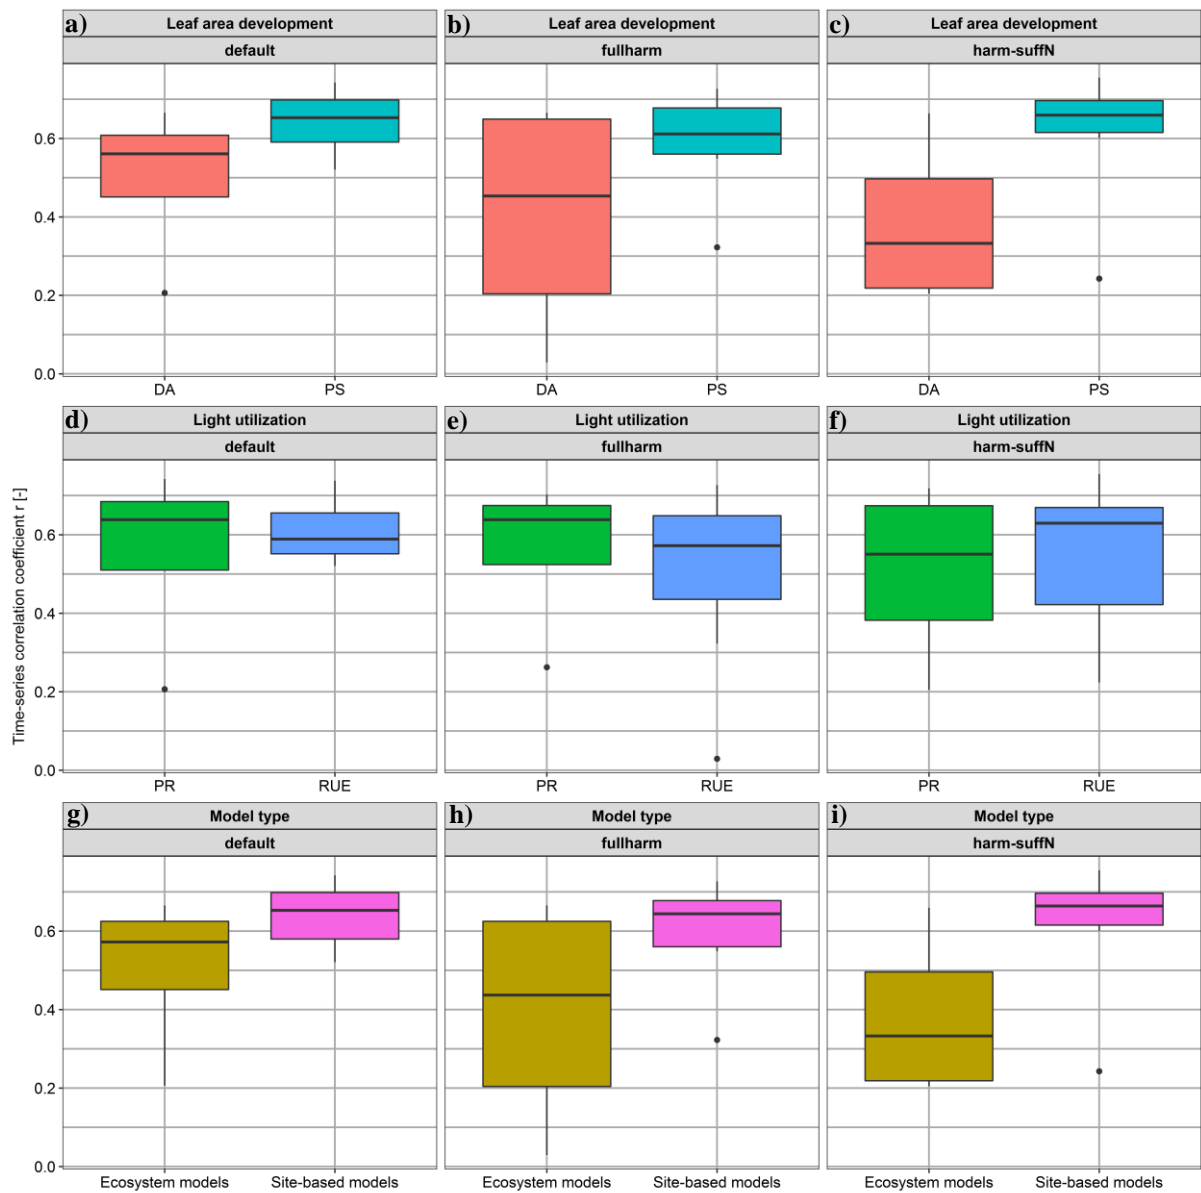 a) Leaf area development
default
b) Leaf area development
fullharm
c) Leaf area development
harm-suffN
0.6
0.4
0.2
0.0
DA PS
DA PS
DA PS
d) Light utilization
default
e) Light utilization
fullharm
f) Light utilization
harm-suffN
Time-series correlation coefficient r [-]
0.6
0.4
0.2
0.0
PR RUE
PR RUE
PR RUE
g) Model type
default
h) Model type
fullharm
i) Model type
harm-suffN
0.6
0.4
0.2
0.0
Ecosystem models Site-based models
Ecosystem models Site-based models
Ecosystem models Site-based models